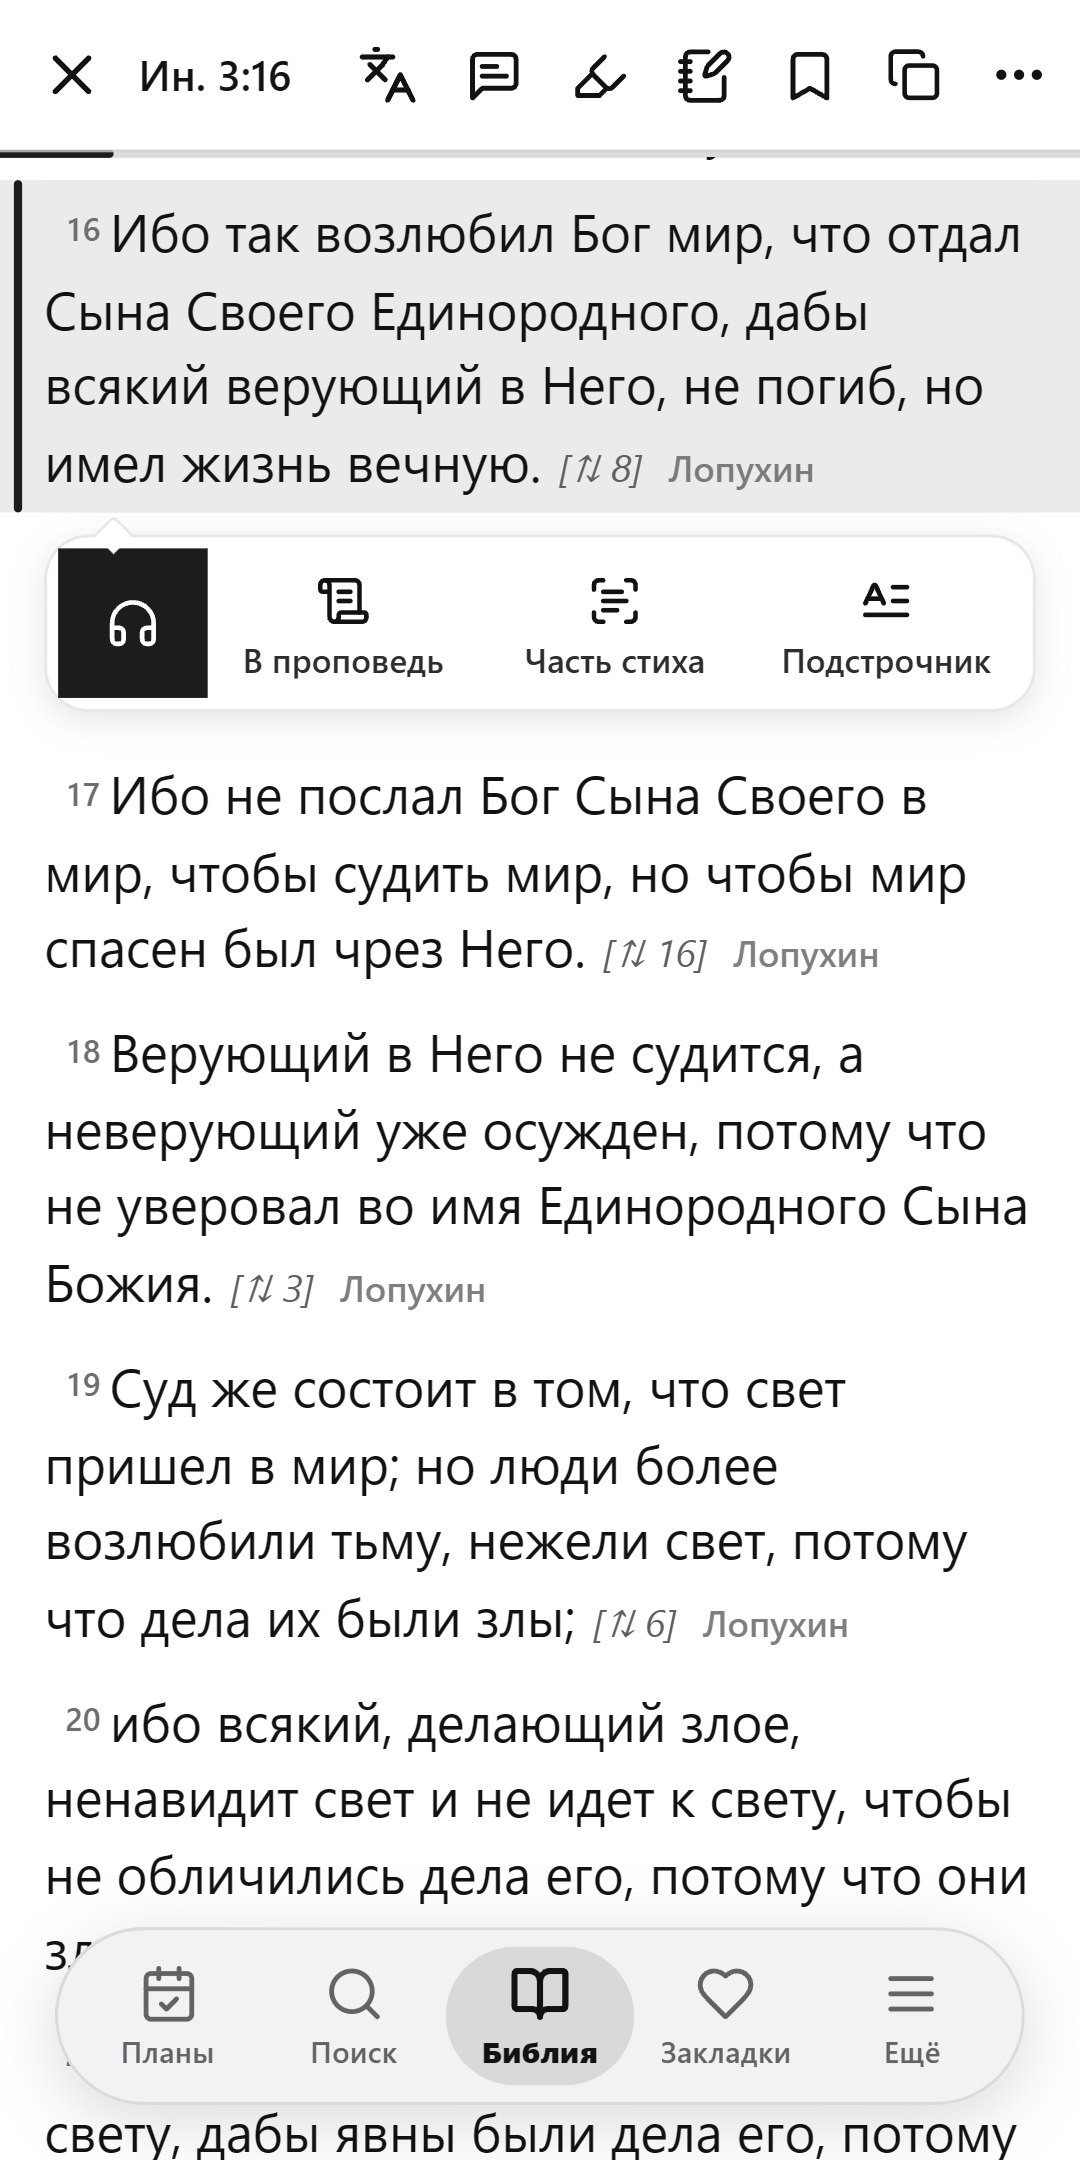 Ин. 3:16
16 Ибо так возлюбил Бог мир, что отдал
Сына Своего Единородного, дабы
всякий верующий в Него, не погиб, но
имел жизнь вечную. [⇅ 8] Лопухин
В проповедь
Часть стиха
Подстрочник
17 Ибо не послал Бог Сына Своего в
мир, чтобы судить мир, но чтобы мир
спасен был чрез Него. [⇅ 16] Лопухин
18 Верующий в Него не судится, а
неверующий уже осужден, потому что
не уверовал во имя Единородного Сына
Божия. [⇅ 3] Лопухин
19 Суд же состоит в том, что свет
пришел в мир; но люди более
возлюбили тьму, нежели свет, потому
что дела их были злы; [⇅ 6] Лопухин
20 ибо всякий, делающий злое,
ненавидит свет и не идет к свету, чтобы
не обличились дела его, потому что они
Планы
Поиск
Библия
Закладки
Ещё
свету, дабы явны были дела его, потому